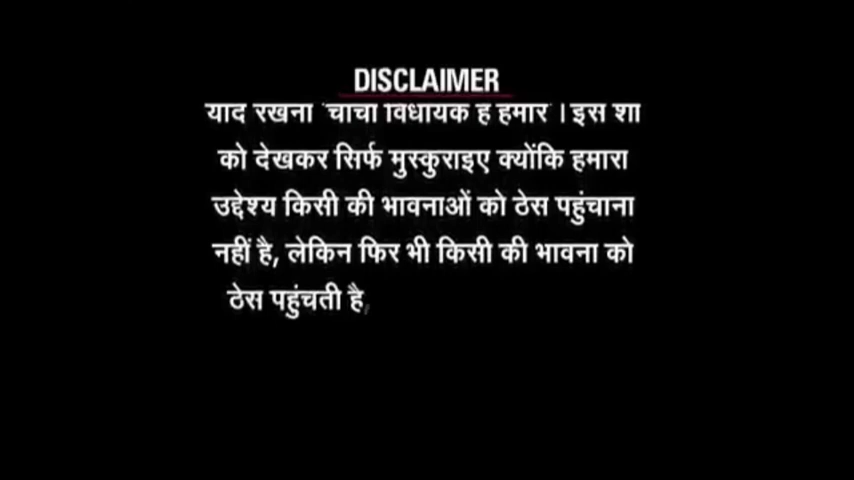 DISCLAIMER
याद रखना 'चाचा विधायक है हमारे' । इस शो
को देखकर सिर्फ मुस्कुराइए क्योंकि हमारा
उद्देश्य किसी की भावनाओं को ठेस पहुंचाना
नहीं है, लेकिन फिर भी किसी की भावना को
ठेस पहुंचती है,